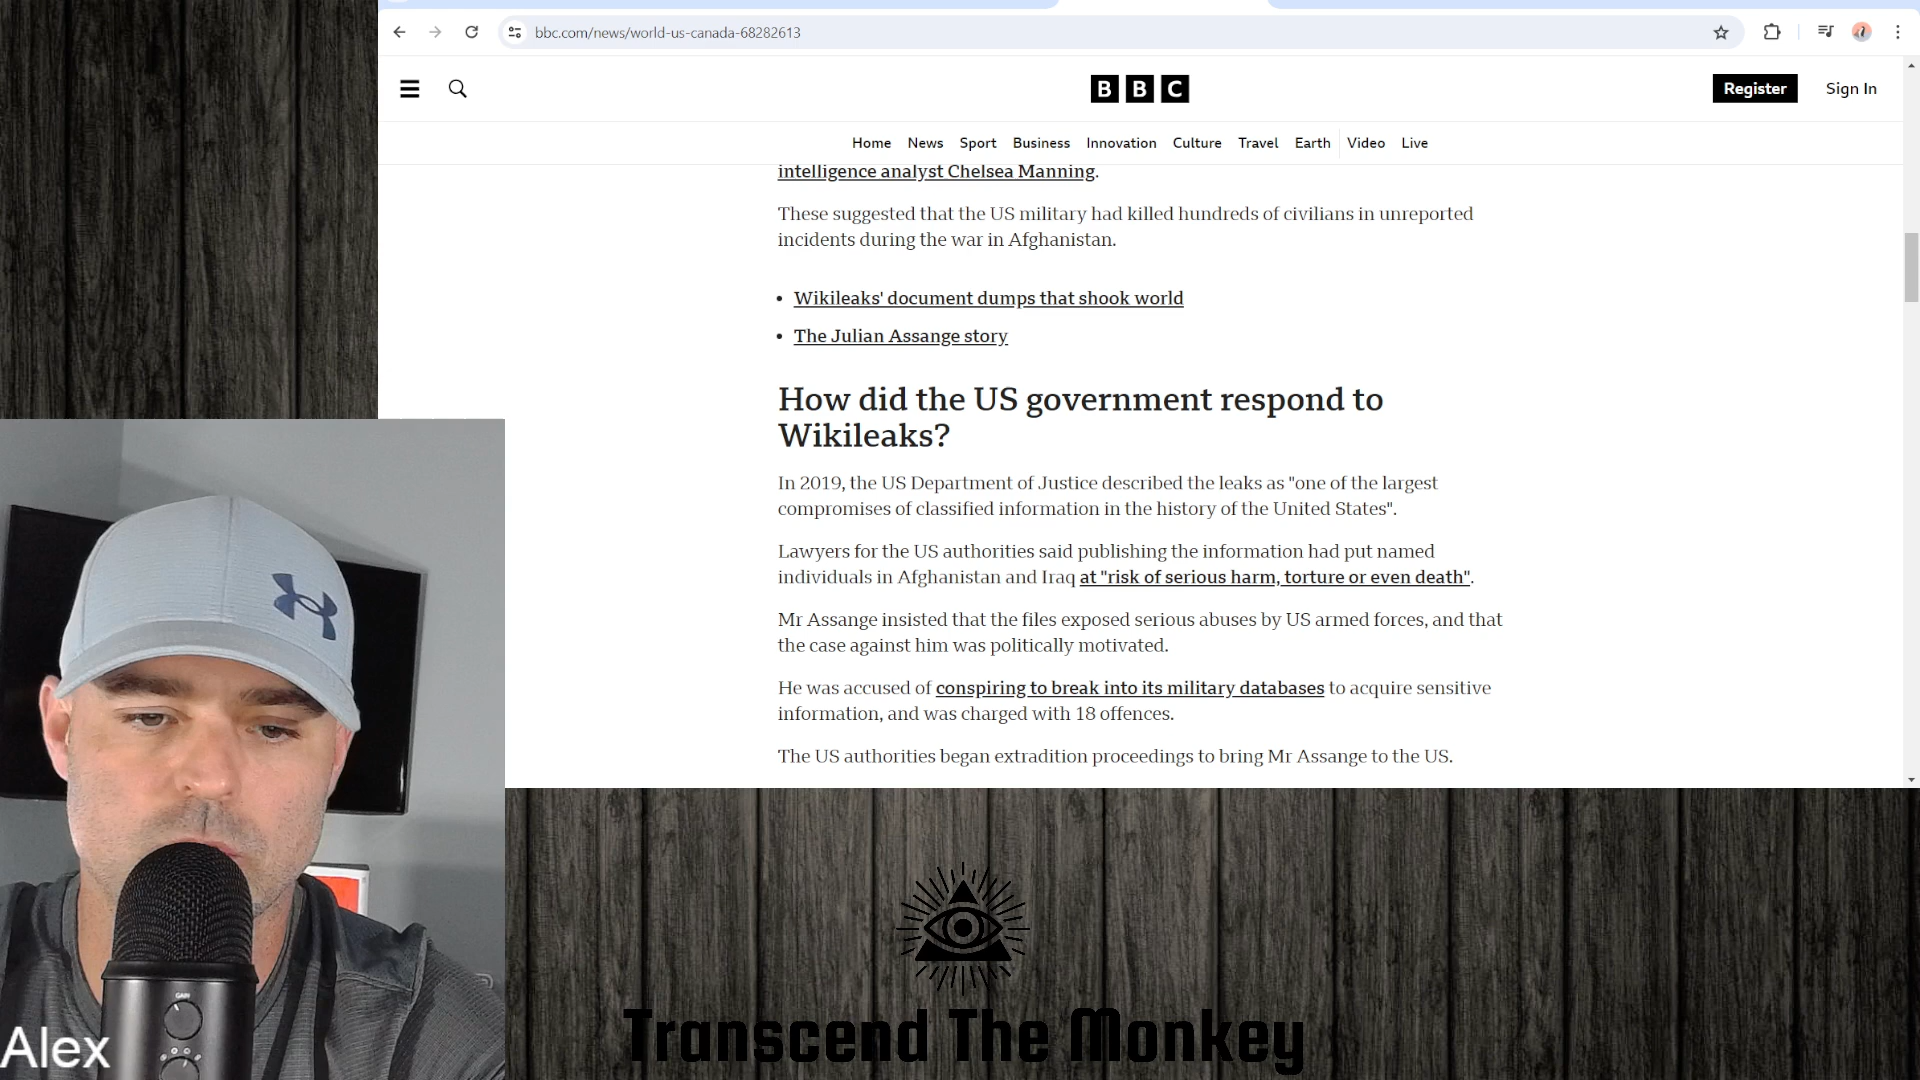 bbc.com/news/world-us-canada-68282613
BBC
Register
Sign In
Home News Sport Business Innovation Culture Travel Earth Video Live
intelligence analyst Chelsea Manning.
These suggested that the US military had killed hundreds of civilians in unreported
incidents during the war in Afghanistan.
• Wikileaks' document dumps that shook world
• The Julian Assange story
How did the US government respond to
Wikileaks?
In 2019, the US Department of Justice described the leaks as "one of the largest
compromises of classified information in the history of the United States".
Lawyers for the US authorities said publishing the information had put named
individuals in Afghanistan and Iraq at "risk of serious harm, torture or even death".
Mr Assange insisted that the files exposed serious abuses by US armed forces, and that
the case against him was politically motivated.
He was accused of conspiring to break into its military databases to acquire sensitive
information, and was charged with 18 offences.
The US authorities began extradition proceedings to bring Mr Assange to the US.
GAIN
Alex
Transcend The Monkey